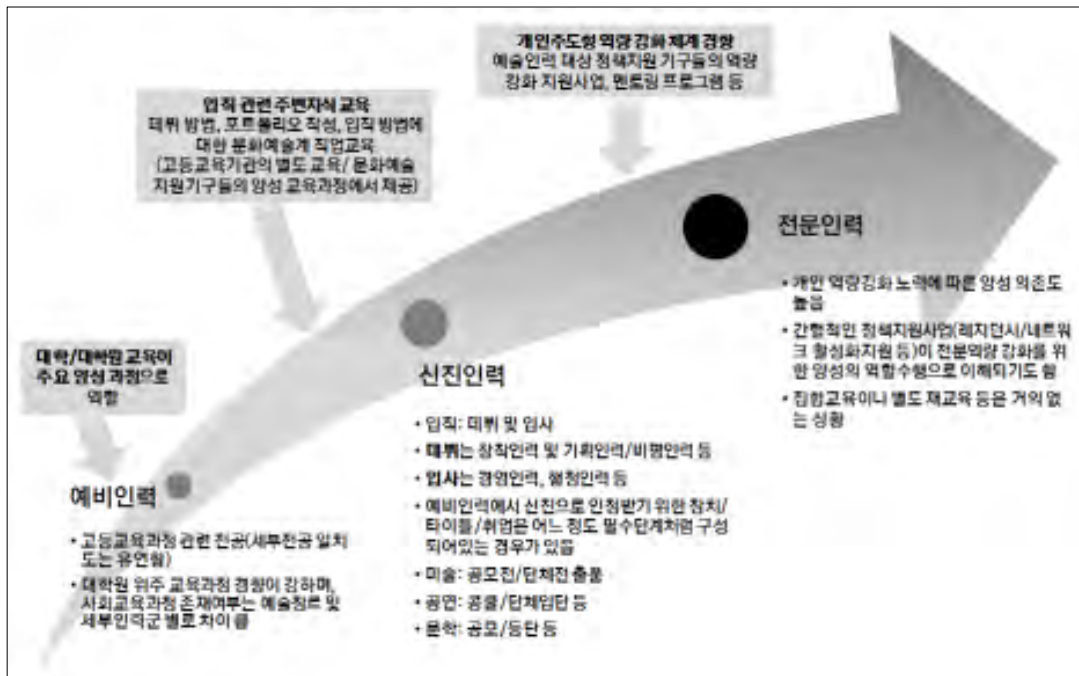 개인주도형 역량 강화 체계 경향
예술인력 대상 정책지원 기구들의 역량
강화 지원사업, 멘토링 프로그램 등
입직 관련 주변지식 교육
데뷔 방법, 포트폴리오 작성, 입직 방법에
대한 문화예술계 직업교육
(고등교육기관의 별도 교육/ 문화예술
지원기구들의 양성 교육과정에서 제공)
대학/대학원 교육이
주요 양성 과정으로
역할
전문인력
• 개인 역량강화 노력에 따른 양성 의존도
높음
• 간헐적인 정책지원사업(레지던시/네트워
크 활성화지원 등)이 전문역량 강화를 위
한 양성의 역할수행으로 이해되기도 함
• 집합교육이나 별도 재교육 등은 거의 없
는 상황
신진인력
• 입직: 데뷔 및 입사
• 데뷔는 창작인력 및 기획인력/비평인력 등
• 입사는 경영인력, 행정인력 등
• 예비인력에서 신진으로 인정받기 위한 장치/
타이틀/취업은 어느 정도 필수단계처럼 구성
되어있는 경우가 있음
• 미술: 공모전/단체전 출품
• 공연: 콩쿨/단체입단 등
• 문학: 공모/등단 등
예비인력
• 고등교육과정 관련 전공(세부전공 일치
도는 유연함)
• 대학원 위주 교육과정 경향이 강하며,
사회교육과정 존재여부는 예술장르 및
세부인력군 별로 차이 큼